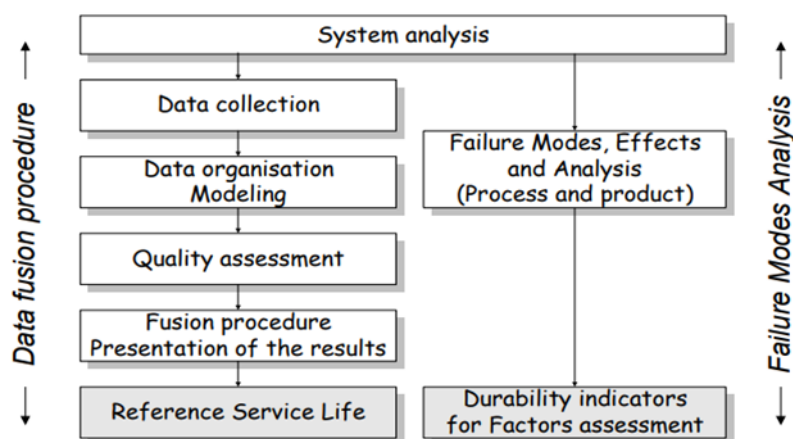 System analysis
Data collection
Data organisation
Modeling
Quality assessment
Fusion procedure
Presentation of the results
Reference Service Life
Failure Modes, Effects
and Analysis
(Process and product)
Durability indicators
for Factors assessment
Data fusion procedure
Failure Modes Analysis